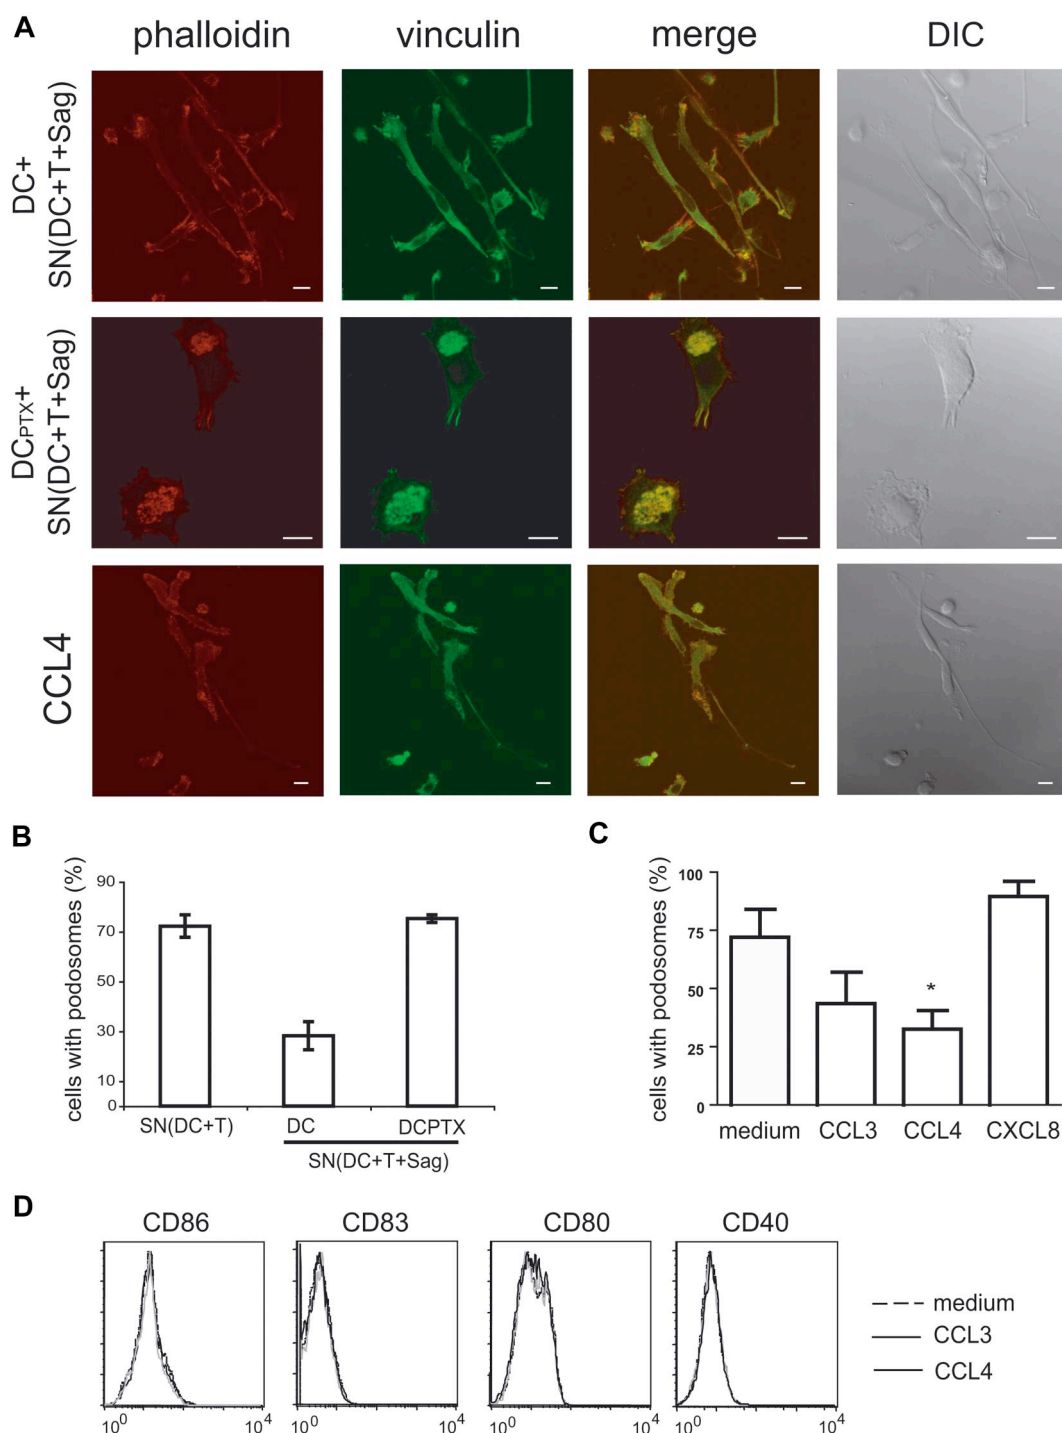 A
phalloidin vinculin merge DIC
DC+
SN(DC+T+Sag)
DCPTX+
SN(DC+T+Sag)
CCL4
B
cells with podosomes (%)
90
70
50
30
10
0
SN(DC+T) DC DCPTX
SN(DC+T+Sag)
C
cells with podosomes (%)
100
75
50
25
0
*
medium CCL3 CCL4 CXCL8
D
CD86 CD83 CD80 CD40
10^0 10^4 10^0 10^4 10^0 10^4 10^0 10^4
medium
CCL3
CCL4